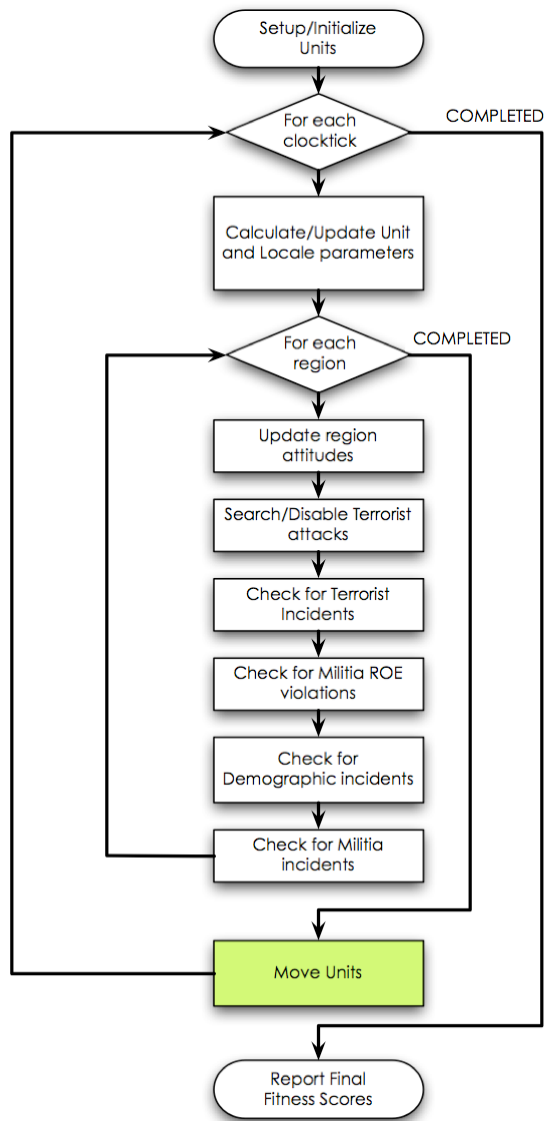 Setup/Initialize
Units
For each
clocktick
COMPLETED
Calculate/Update Unit
and Locale parameters
For each
region
COMPLETED
Update region
attitudes
Search/Disable Terrorist
attacks
Check for Terrorist
Incidents
Check for Militia ROE
violations
Check for
Demographic incidents
Check for Militia
incidents
Move Units
Report Final
Fitness Scores